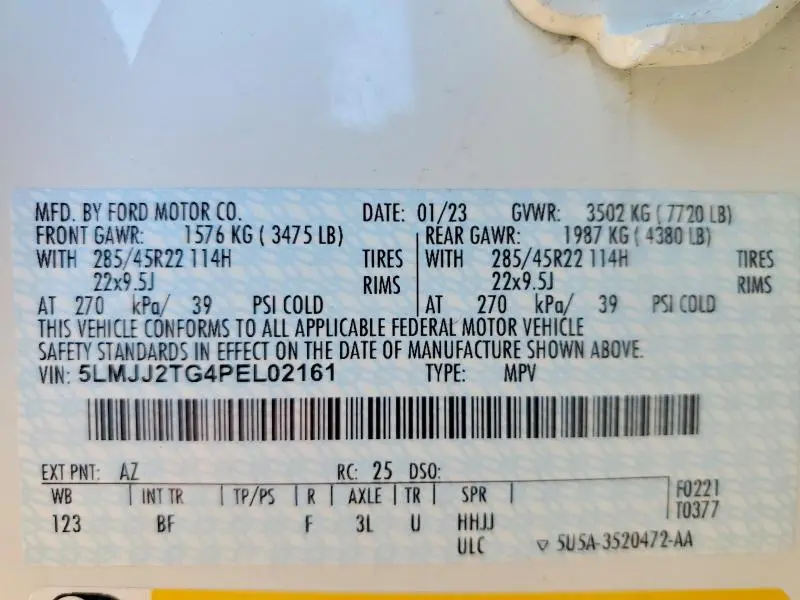 MFD. BY FORD MOTOR CO. DATE: 01/23 GVWR: 3502 KG ( 7720 LB)
FRONT GAWR: 1576 KG ( 3475 LB) REAR GAWR: 1987 KG ( 4380 LB)
WITH 285/45R22 114H TIRES WITH 285/45R22 114H TIRES
22x9.5J RIMS 22x9.5J RIMS
AT 270 kPa/ 39 PSI COLD AT 270 kPa/ 39 PSI COLD
THIS VEHICLE CONFORMS TO ALL APPLICABLE FEDERAL MOTOR VEHICLE
SAFETY STANDARDS IN EFFECT ON THE DATE OF MANUFACTURE SHOWN ABOVE.
VIN: 5LMJJ2TG4PEL02161 TYPE: MPV
EXT PNT: AZ RC: 25 DSO:
WB INT TR TP/PS R AXLE TR SPR F0221
T0377
123 BF F 3L U HHJJ
ULC ▽ 5U5A-3520472-AA